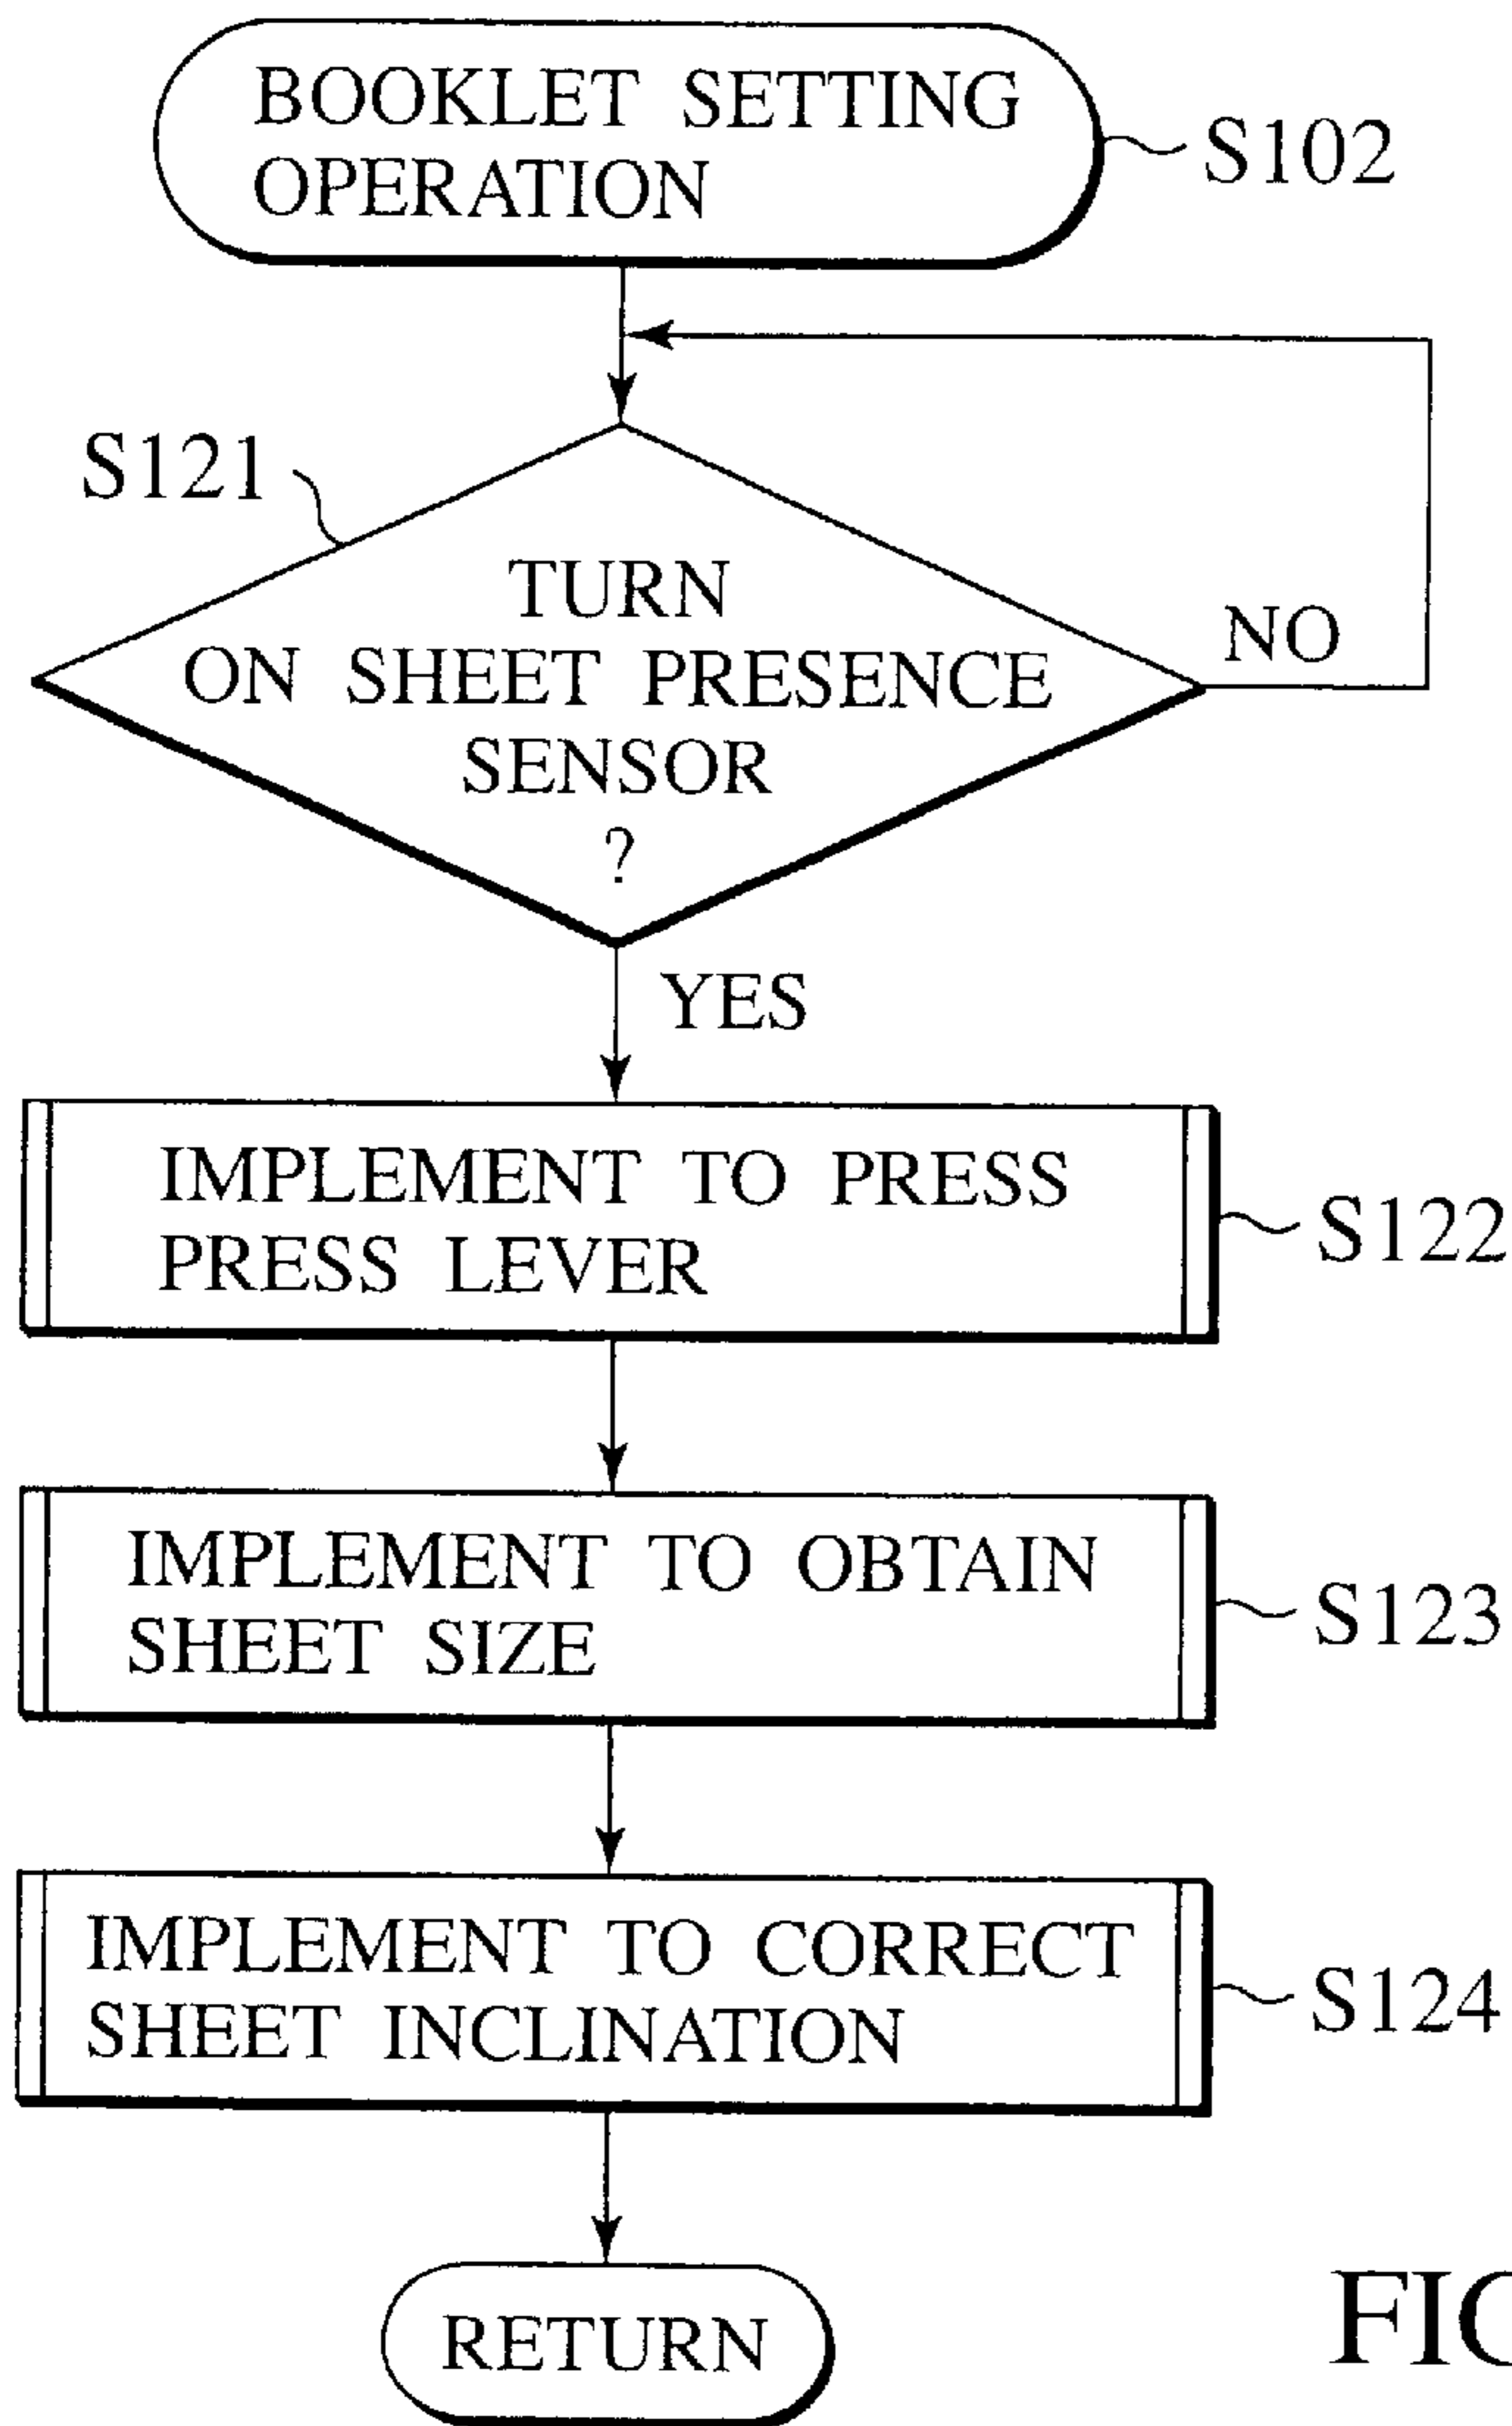 BOOKLET SETTING
OPERATION
S102
S121
TURN
ON SHEET PRESENCE
SENSOR
?
NO
YES
IMPLEMENT TO PRESS
PRESS LEVER
S122
IMPLEMENT TO OBTAIN
SHEET SIZE
S123
IMPLEMENT TO CORRECT
SHEET INCLINATION
S124
RETURN